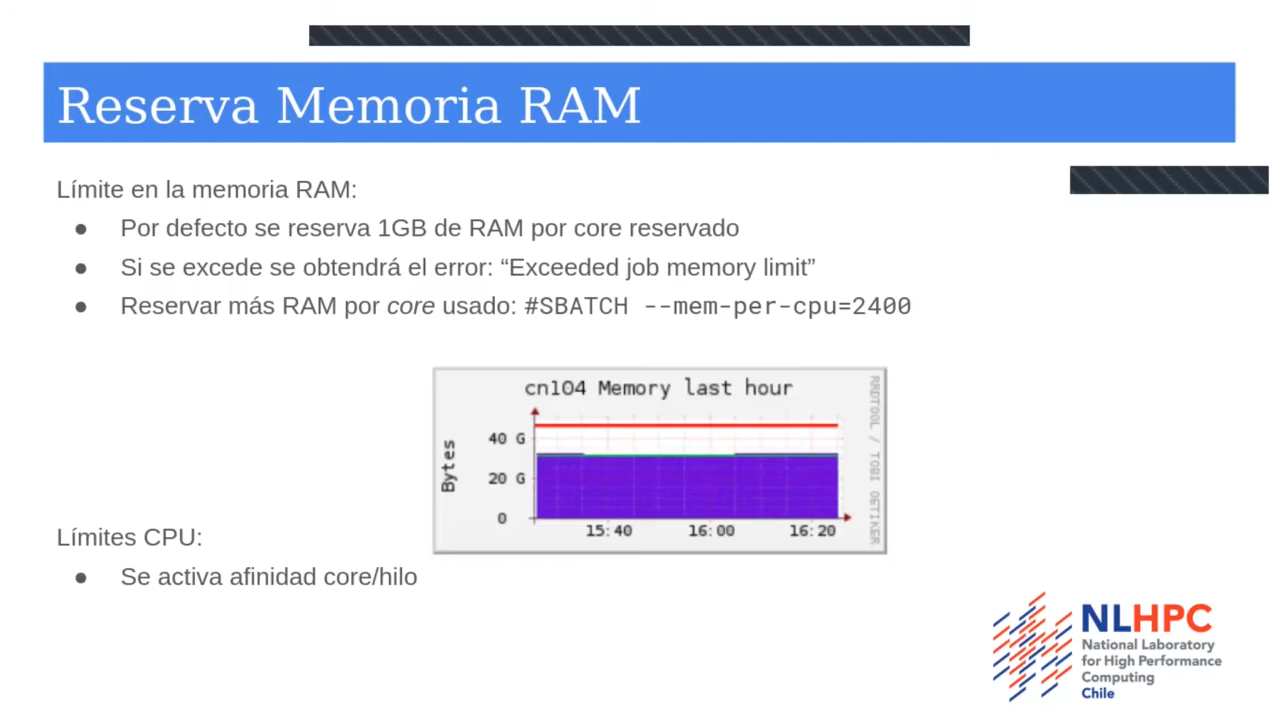 Reserva Memoria RAM
Límite en la memoria RAM:
● Por defecto se reserva 1GB de RAM por core reservado
● Si se excede se obtendrá el error: “Exceeded job memory limit”
● Reservar más RAM por core usado: #SBATCH --mem-per-cpu=2400
cn104 Memory last hour
RRDTOOL / TOBI OETIKER
Bytes
40 G
20 G
0
15:40 16:00 16:20
Límites CPU:
● Se activa afinidad core/hilo
NLHPC
National Laboratory
for High Performance
Computing
Chile